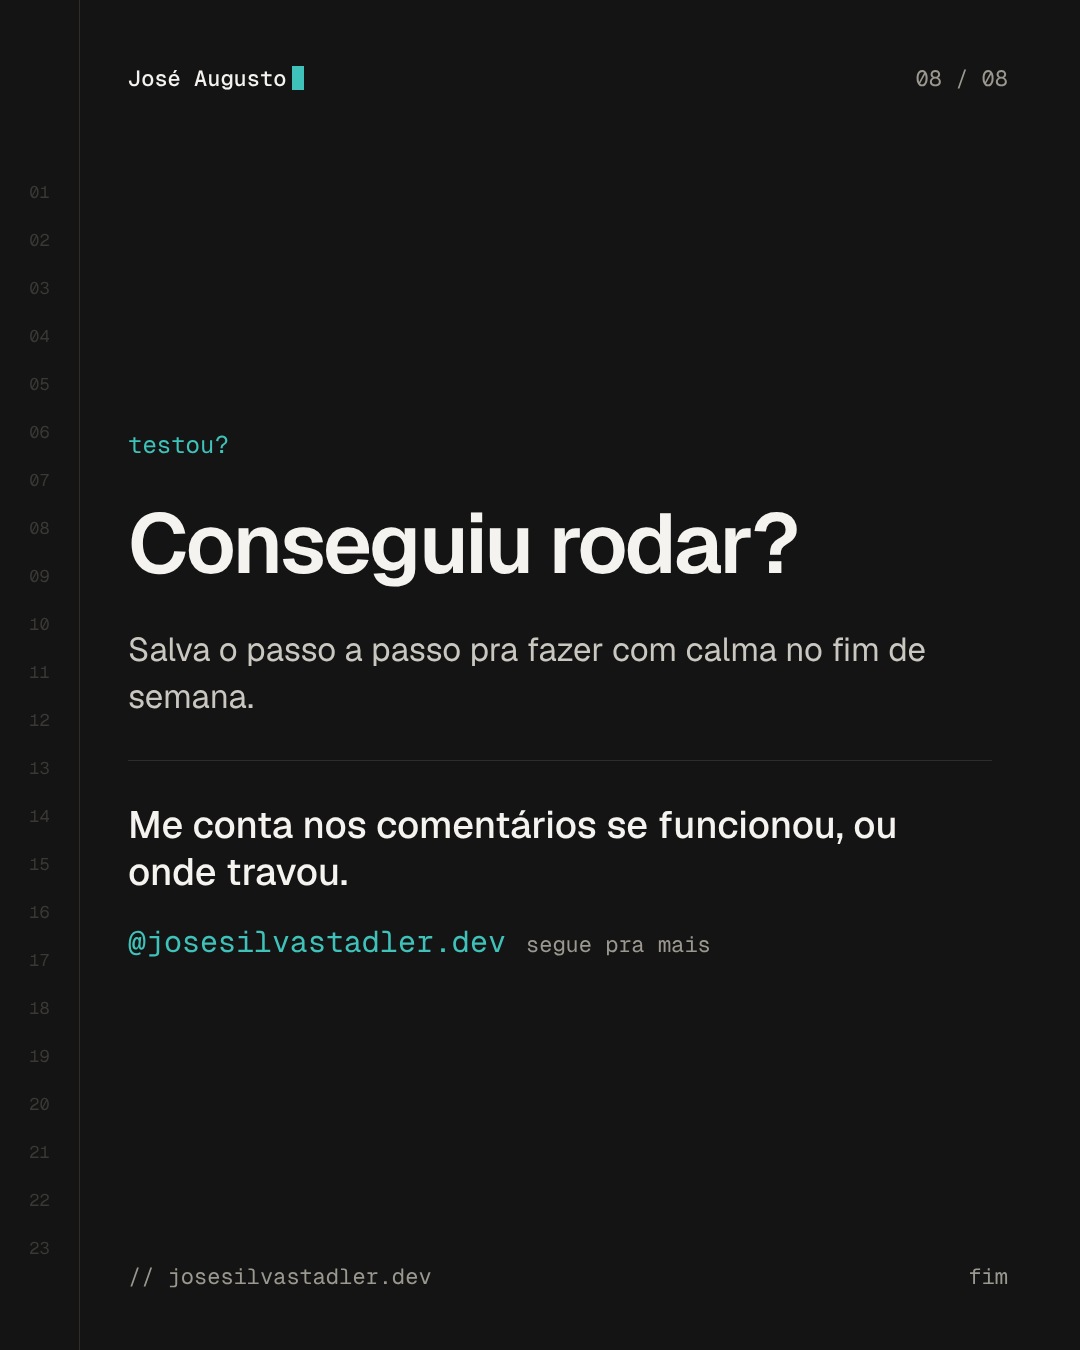 José Augusto
08 / 08
01
02
03
04
05
06
07
08
09
10
11
12
13
14
15
16
17
18
19
20
21
22
23
testou?
Conseguiu rodar?
Salva o passo a passo pra fazer com calma no fim de
semana.
Me conta nos comentários se funcionou, ou
onde travou.
@josesilvastadler.dev segue pra mais
// josesilvastadler.dev
fim